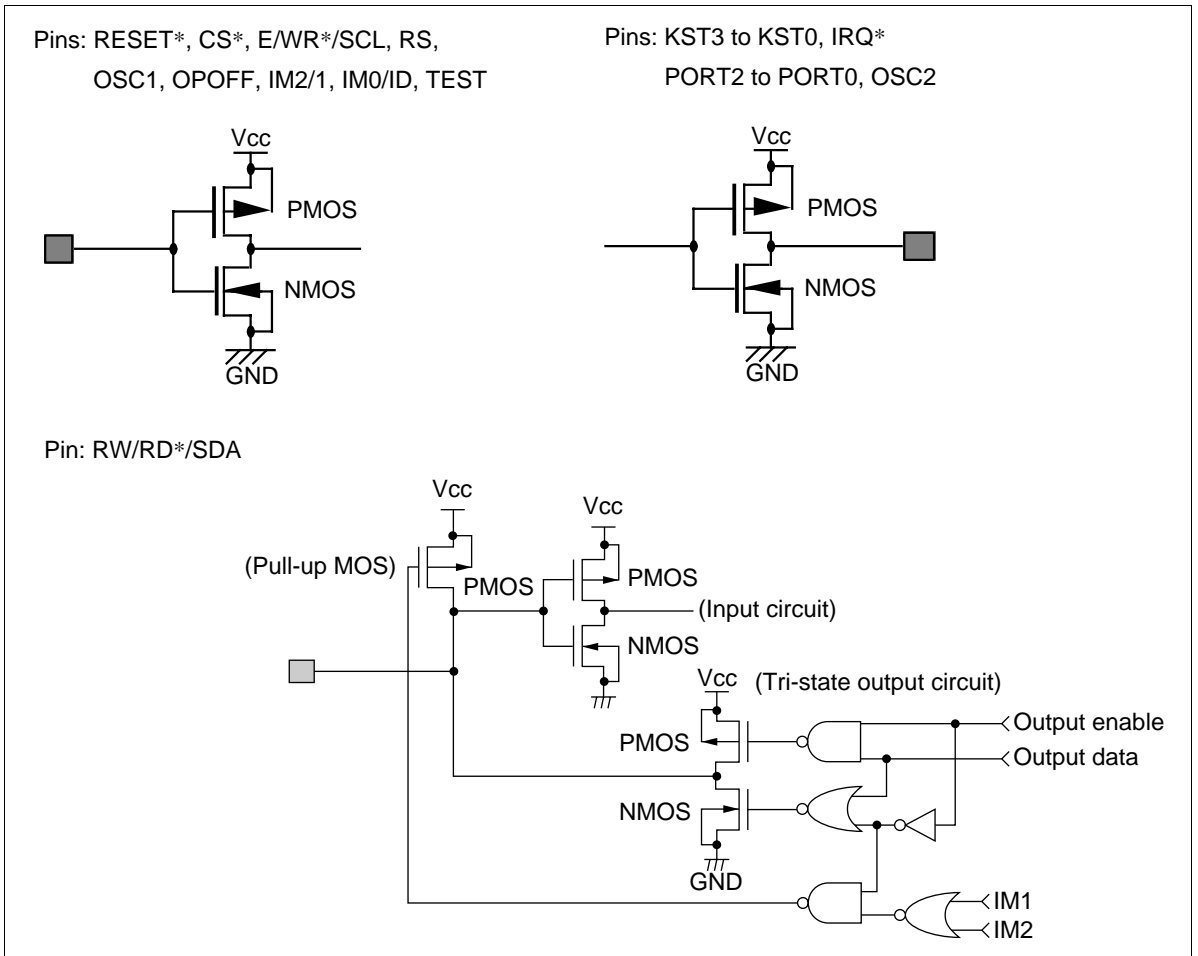 Pins: RESET*, CS*, E/WR*/SCL, RS,
OSC1, OPOFF, IM2/1, IM0/ID, TEST
Vcc
PMOS
NMOS
GND
Pins: KST3 to KST0, IRQ*
PORT2 to PORT0, OSC2
Vcc
PMOS
NMOS
GND
Pin: RW/RD*/SDA
Vcc
(Pull-up MOS)
PMOS
Vcc
PMOS
(Input circuit)
NMOS
Vcc
(Tri-state output circuit)
PMOS
Output enable
Output data
NMOS
GND
IM1
IM2